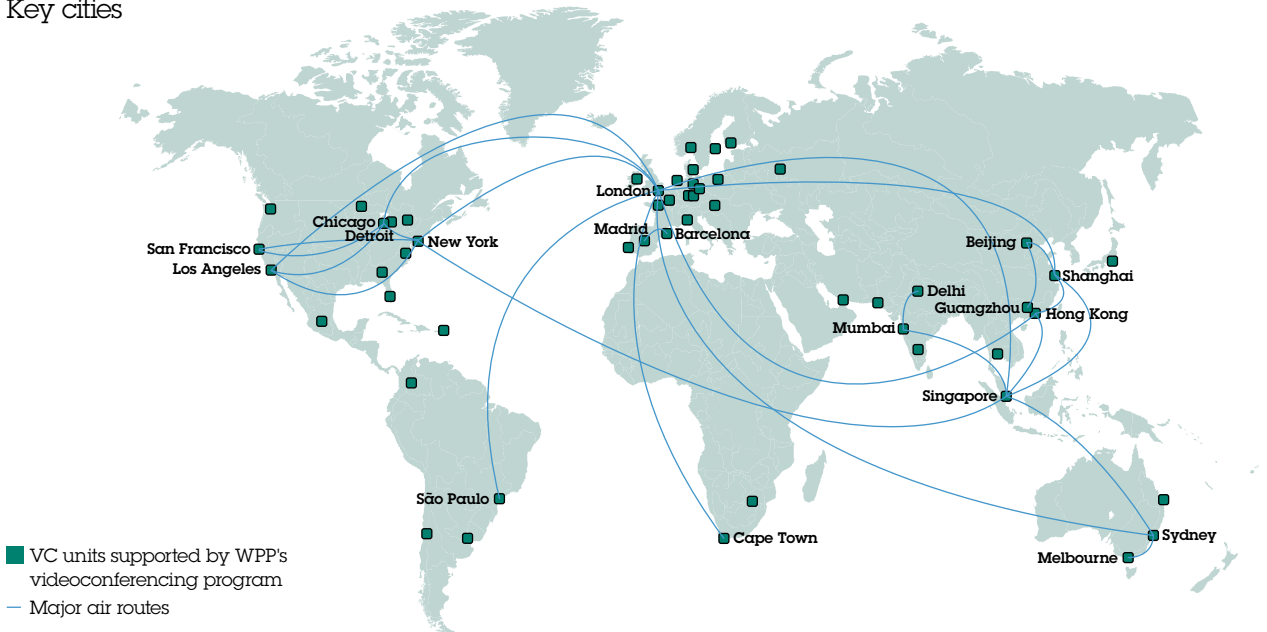 Key cities
London
Madrid
Barcelona
Chicago
Detroit
New York
San Francisco
Los Angeles
Beijing
Shanghai
Delhi
Guangzhou
Hong Kong
Mumbai
Singapore
São Paulo
Cape Town
Sydney
Melbourne
VC units supported by WPP's
videoconferencing program
Major air routes